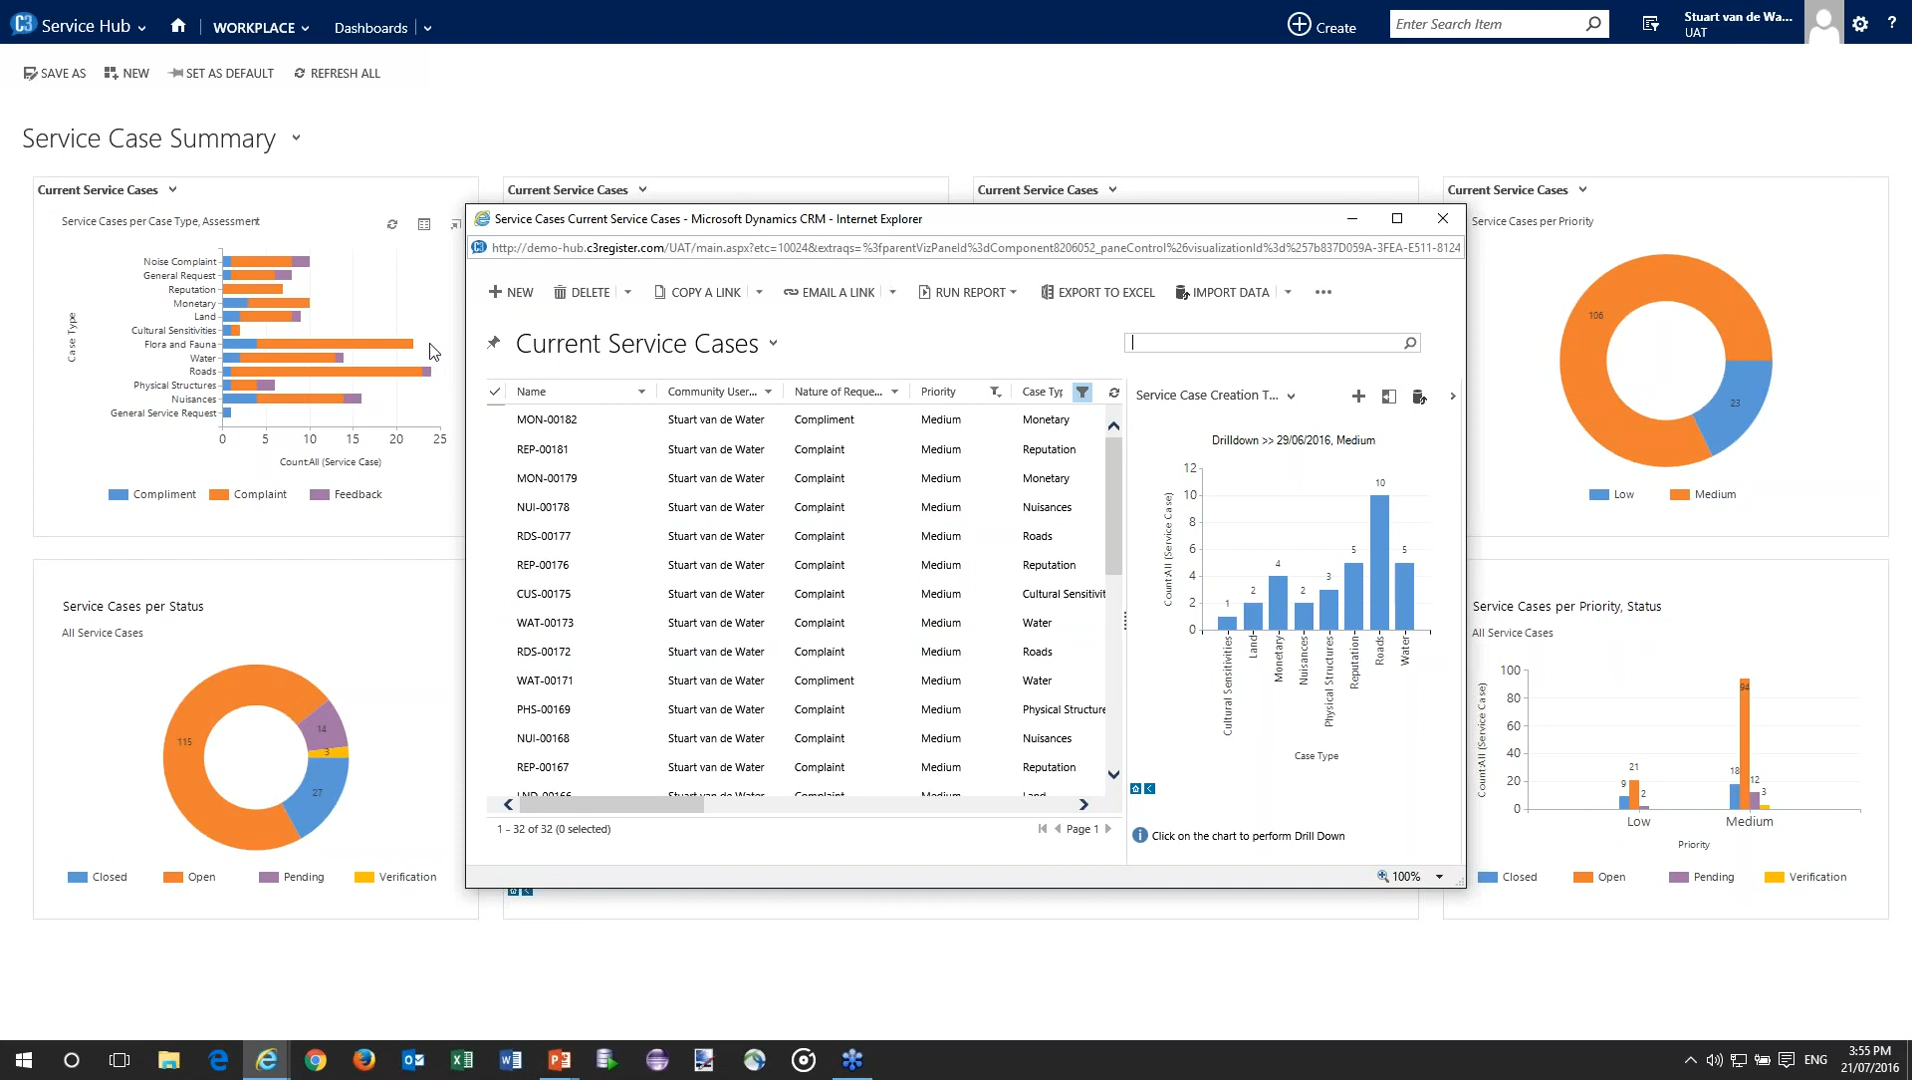 C3 Service Hub
WORKPLACE
Dashboards
Create
Enter Search Item
Stuart van de Wa...
UAT
?
SAVE AS
NEW
SET AS DEFAULT
REFRESH ALL
Service Case Summary
Current Service Cases
Current Service Cases
Current Service Cases
Current Service Cases
Service Cases per Case Type, Assessment
Case Type
Noise Complaint
General Request
Reputation
Monetary
Land
Cultural Sensitivities
Flora and Fauna
Water
Roads
Physical Structures
Nuisances
General Service Request
0 5 10 15 20 25
Count:All (Service Case)
Compliment Complaint Feedback
Service Cases per Status
All Service Cases
115
14
3
27
Closed Open Pending Verification
Service Cases Current Service Cases - Microsoft Dynamics CRM - Internet Explorer
http://demo-hub.c3register.com/UAT/main.aspx?etc=10024&extraqs=%3fparentVizPaneId%3dComponent8206052_paneControl%26visualizationId%3d%257b837D059A-3FEA-E511-8124
NEW DELETE COPY A LINK EMAIL A LINK RUN REPORT EXPORT TO EXCEL IMPORT DATA •••
Current Service Cases
Name Community User... Nature of Reque... Priority Case Typ
MON-00182 Stuart van de Water Compliment Medium Monetary
REP-00181 Stuart van de Water Complaint Medium Reputation
MON-00179 Stuart van de Water Complaint Medium Monetary
NUI-00178 Stuart van de Water Complaint Medium Nuisances
RDS-00177 Stuart van de Water Complaint Medium Roads
REP-00176 Stuart van de Water Complaint Medium Reputation
CUS-00175 Stuart van de Water Complaint Medium Cultural Sensitivit
WAT-00173 Stuart van de Water Complaint Medium Water
RDS-00172 Stuart van de Water Complaint Medium Roads
WAT-00171 Stuart van de Water Compliment Medium Water
PHS-00169 Stuart van de Water Complaint Medium Physical Structure
NUI-00168 Stuart van de Water Complaint Medium Nuisances
REP-00167 Stuart van de Water Complaint Medium Reputation
LND-00166 Stuart van de Water Complaint Medium Land
1 - 32 of 32 (0 selected)
Page 1
Service Case Creation T...
Drilldown >> 29/06/2016, Medium
Count:All (Service Case)
12
10
8
6
4
2
0
1 2 4 2 3 5 10 5
Cultural Sensitivities
Land
Monetary
Nuisances
Physical Structures
Reputation
Roads
Water
Case Type
Click on the chart to perform Drill Down
100%
Service Cases per Priority
106
23
Low Medium
Service Cases per Priority, Status
All Service Cases
Count:All (Service Case)
100
80
60
40
20
0
9 21 2
18 94 12 3
Low Medium
Priority
Closed Open Pending Verification
ENG
3:55 PM
21/07/2016